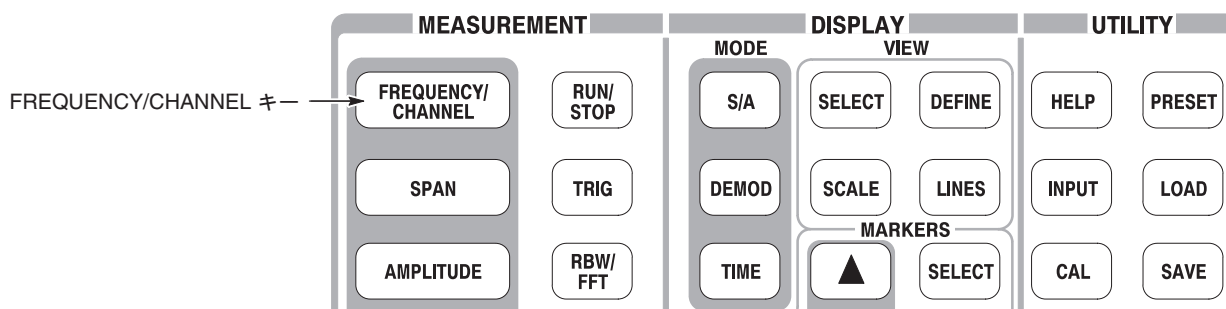 MEASUREMENT DISPLAY UTILITY
MODE VIEW
FREQUENCY/CHANNEL キー
FREQUENCY/
CHANNEL
RUN/
STOP
S/A
SELECT
DEFINE
HELP
PRESET
SPAN
TRIG
DEMOD
SCALE
LINES
INPUT
LOAD
MARKERS
AMPLITUDE
RBW/
FFT
TIME
SELECT
CAL
SAVE